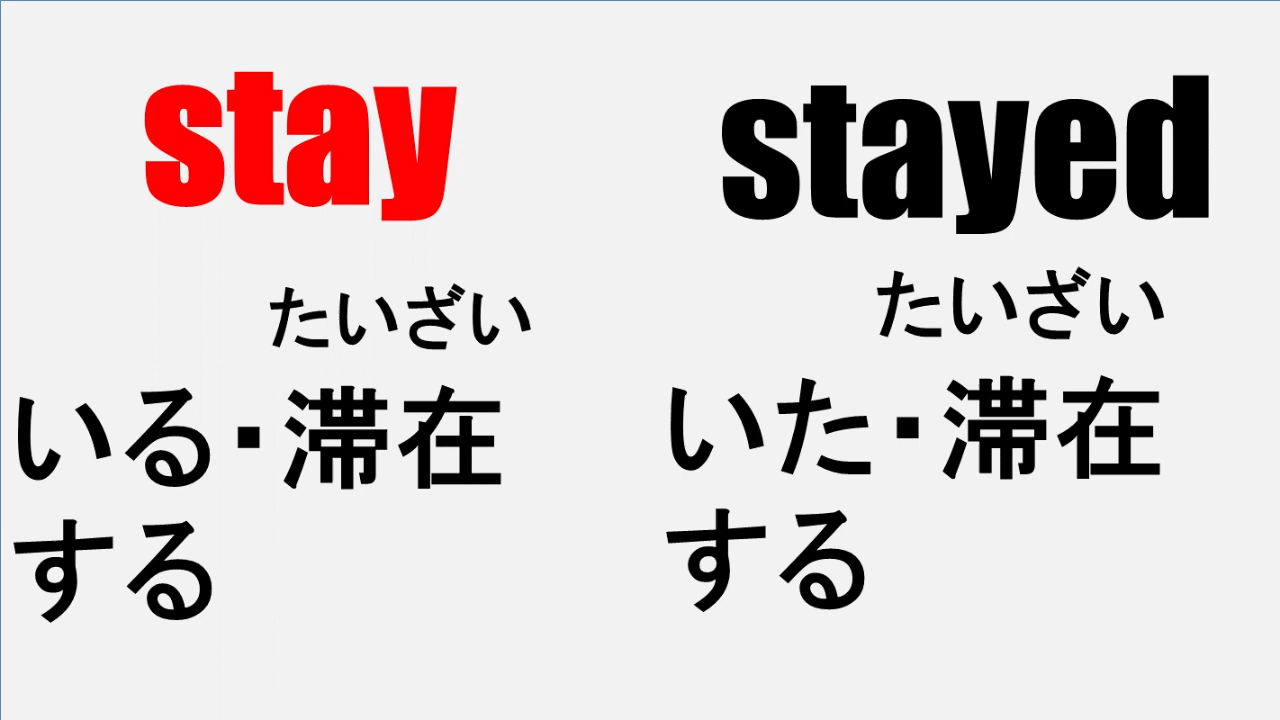 stay
たいざい
いる・滞在
する
stayed
たいざい
いた・滞在
する